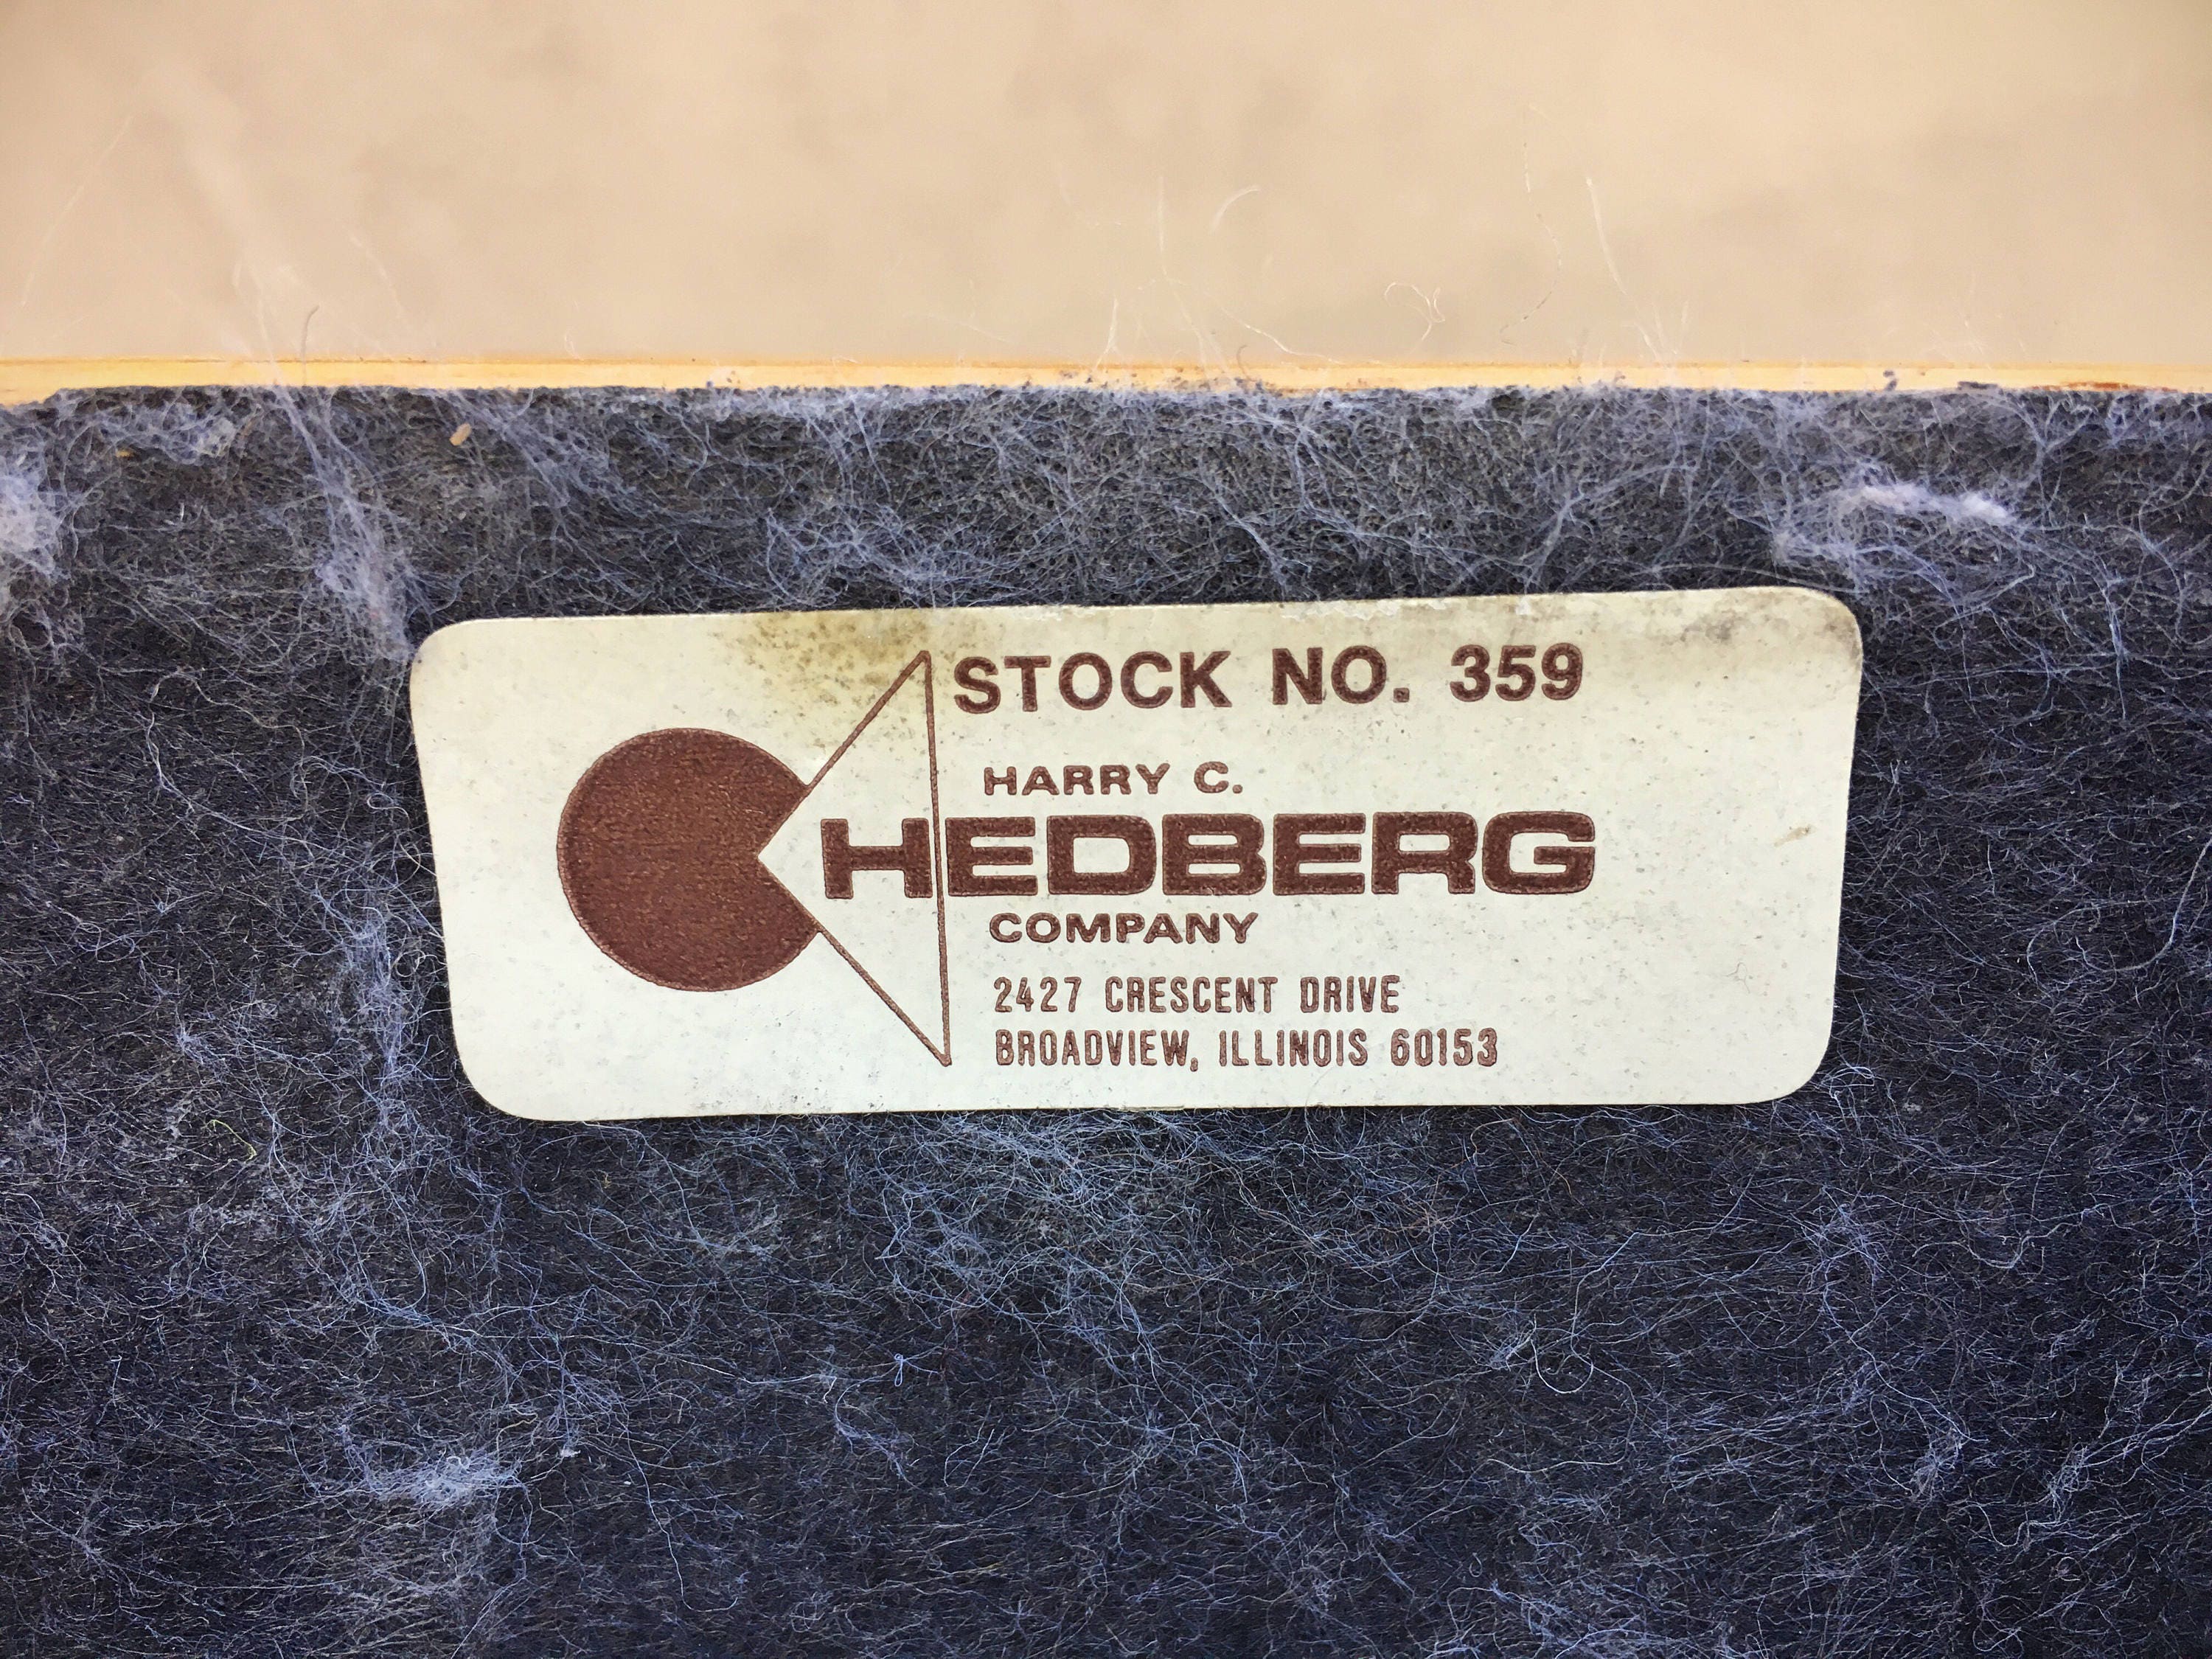 STOCK NO. 359
HARRY C.
HEDBERG
COMPANY
2427 CRESCENT DRIVE
BROADVIEW, ILLINOIS 60153